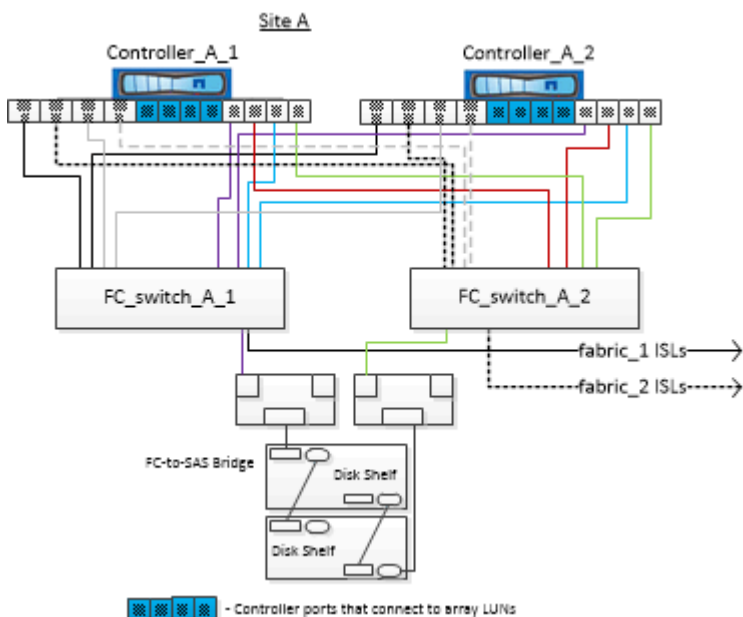 Site A
Controller_A_1
Controller_A_2
FC_switch_A_1
FC_switch_A_2
fabric_1 ISLs
fabric_2 ISLs
FC-to-SAS Bridge
Disk Shelf
Disk Shelf
- Controller ports that connect to array LUNs